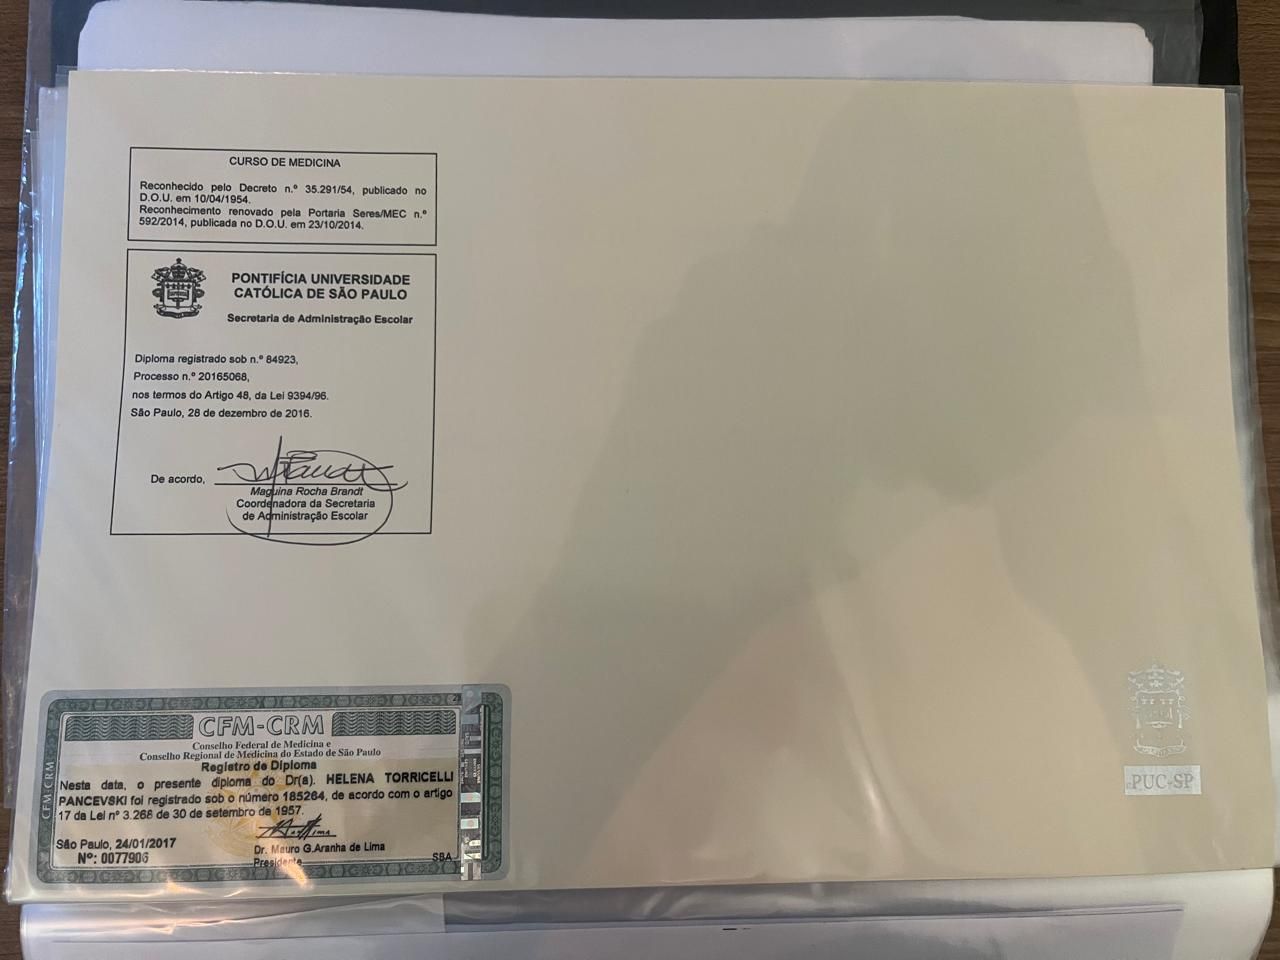 CURSO DE MEDICINA
Reconhecido pelo Decreto n.º 35.291/54, publicado no
D.O.U. em 10/04/1954.
Reconhecimento renovado pela Portaria Seres/MEC n.º
592/2014, publicada no D.O.U. em 23/10/2014.
PONTIFÍCIA UNIVERSIDADE
CATÓLICA DE SÃO PAULO
Secretaria de Administração Escolar
Diploma registrado sob n.º 84923,
Processo n.º 20165068,
nos termos do Artigo 48, da Lei 9394/96.
São Paulo, 28 de dezembro de 2016.
De acordo,
Maguina Rocha Brandt
Coordenadora da Secretaria
de Administração Escolar
CFM-CRM
Conselho Federal de Medicina e
Conselho Regional de Medicina do Estado de São Paulo
Registro de Diploma
Nesta data, o presente diploma do Dr(a). HELENA TORRICELLI
PANCEVSKI foi registrado sob o número 185264, de acordo com o artigo
17 da Lei nº 3.268 de 30 de setembro de 1957.
São Paulo, 24/01/2017
Nº: 0077906
Dr. Mauro G.Aranha de Lima
Presidente
SBA
CFM-CRM
PUC-SP